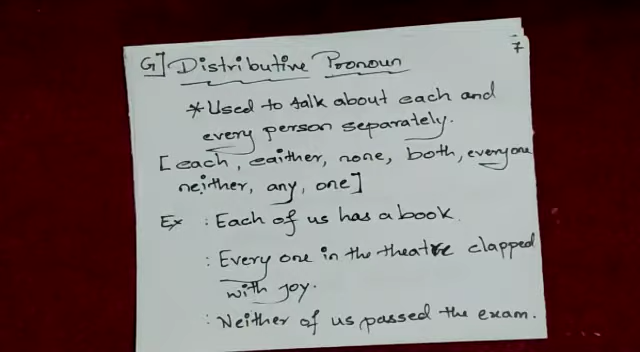 7
G] Distributive Pronoun
*Used to talk about each and
every person separately.
[each, eaither, none, both, everyone
neither, any, one]
Ex : Each of us has a book.
: Every one in the theatre clapped
with joy.
: Neither of us passed the exam.